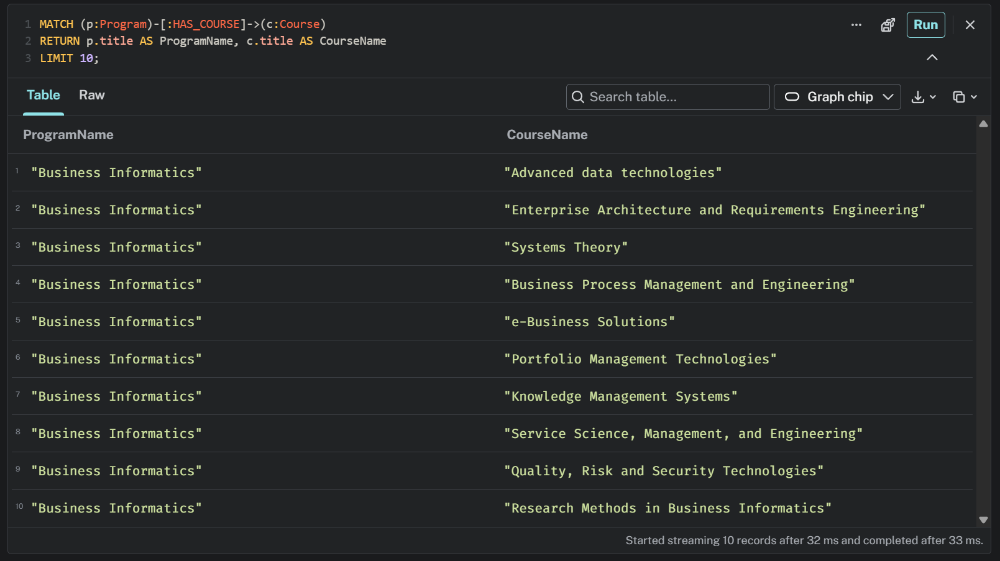 1 MATCH (p:Program)-[:HAS_COURSE]->(c:Course)
2 RETURN p.title AS ProgramName, c.title AS CourseName
3 LIMIT 10;
Run
Table Raw
Search table...
Graph chip
ProgramName CourseName
1 "Business Informatics" "Advanced data technologies"
2 "Business Informatics" "Enterprise Architecture and Requirements Engineering"
3 "Business Informatics" "Systems Theory"
4 "Business Informatics" "Business Process Management and Engineering"
5 "Business Informatics" "e-Business Solutions"
6 "Business Informatics" "Portfolio Management Technologies"
7 "Business Informatics" "Knowledge Management Systems"
8 "Business Informatics" "Service Science, Management, and Engineering"
9 "Business Informatics" "Quality, Risk and Security Technologies"
10 "Business Informatics" "Research Methods in Business Informatics"
Started streaming 10 records after 32 ms and completed after 33 ms.